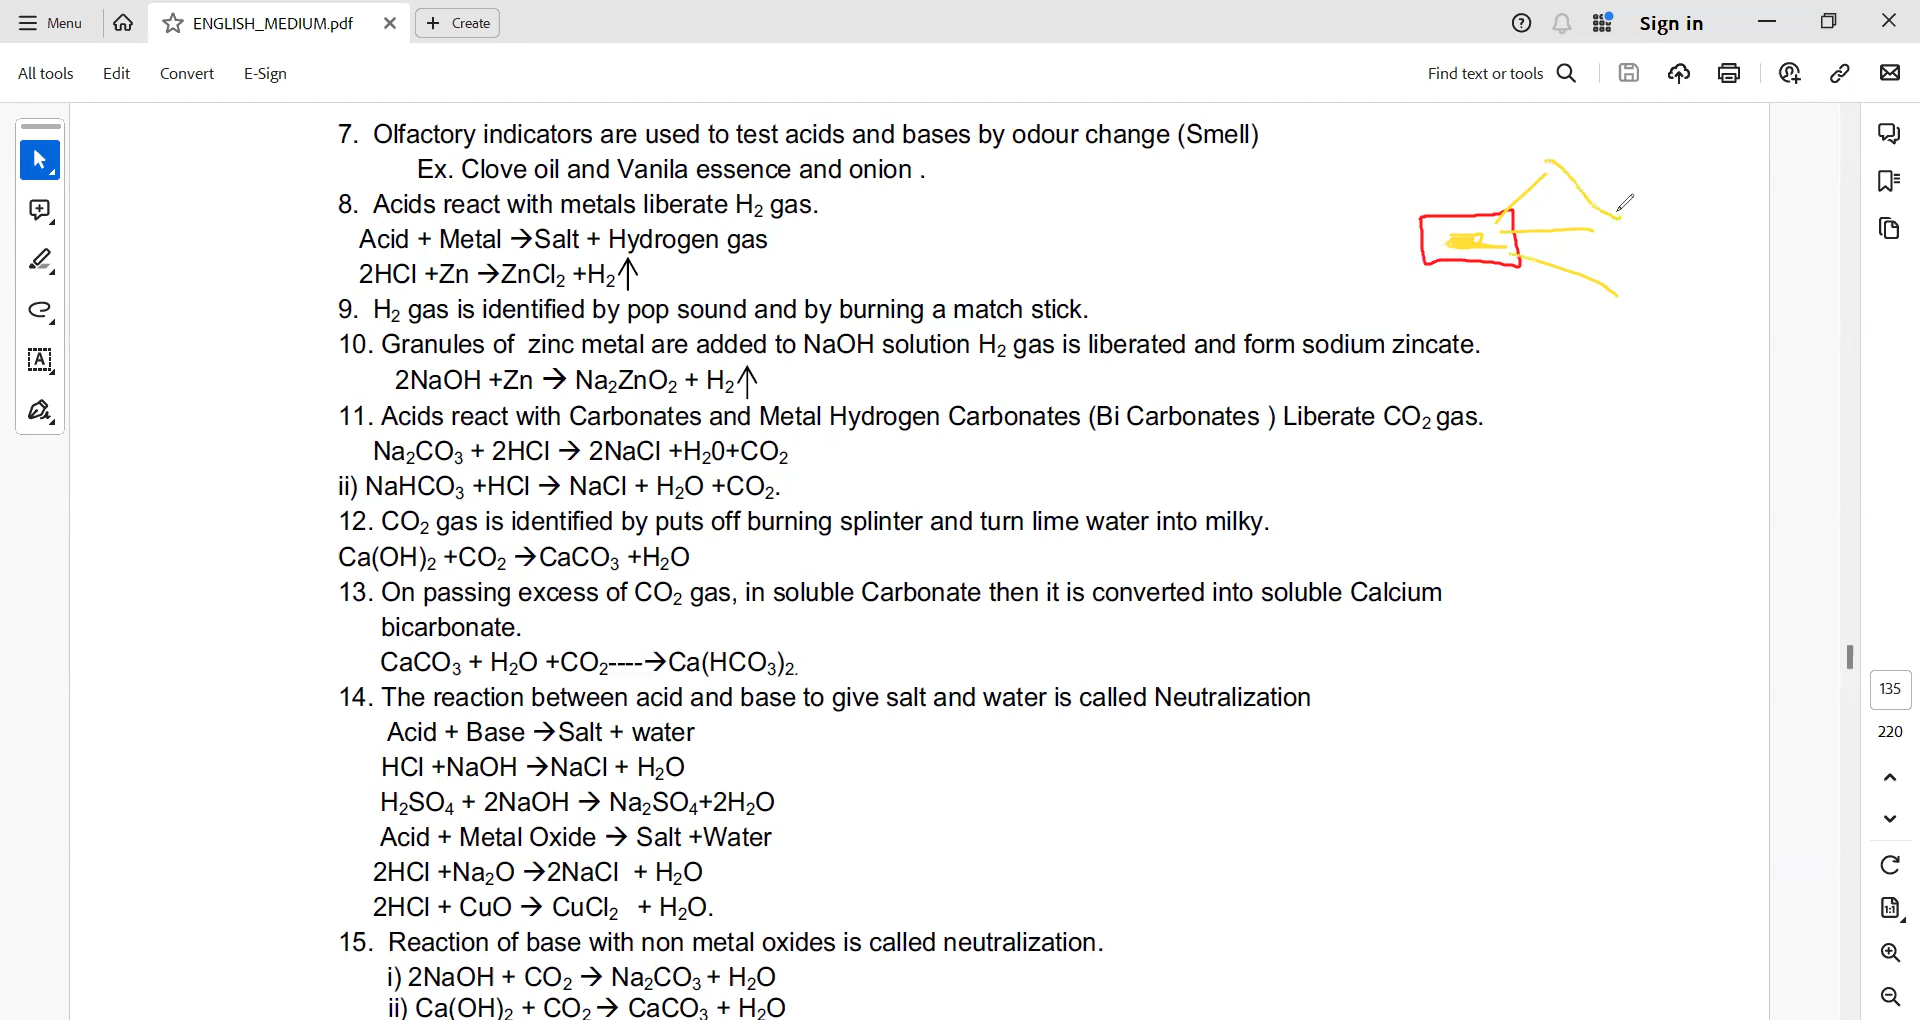 Menu
ENGLISH_MEDIUM.pdf
Create
Sign in
All tools Edit Convert E-Sign
Find text or tools
7. Olfactory indicators are used to test acids and bases by odour change (Smell)
Ex. Clove oil and Vanila essence and onion .
8. Acids react with metals liberate H₂ gas.
Acid + Metal →Salt + Hydrogen gas
2HCl +Zn →ZnCl₂ +H₂↑
9. H₂ gas is identified by pop sound and by burning a match stick.
10. Granules of zinc metal are added to NaOH solution H₂ gas is liberated and form sodium zincate.
2NaOH +Zn → Na₂ZnO₂ + H₂↑
11. Acids react with Carbonates and Metal Hydrogen Carbonates (Bi Carbonates ) Liberate CO₂ gas.
Na₂CO₃ + 2HCl → 2NaCl +H₂0+CO₂
ii) NaHCO₃ +HCl → NaCl + H₂O +CO₂.
12. CO₂ gas is identified by puts off burning splinter and turn lime water into milky.
Ca(OH)₂ +CO₂ →CaCO₃ +H₂O
13. On passing excess of CO₂ gas, in soluble Carbonate then it is converted into soluble Calcium
bicarbonate.
CaCO₃ + H₂O +CO₂----→Ca(HCO₃)₂.
14. The reaction between acid and base to give salt and water is called Neutralization
Acid + Base →Salt + water
HCl +NaOH →NaCl + H₂O
H₂SO₄ + 2NaOH → Na₂SO₄+2H₂O
Acid + Metal Oxide → Salt +Water
2HCl +Na₂O →2NaCl + H₂O
2HCl + CuO → CuCl₂ + H₂O.
15. Reaction of base with non metal oxides is called neutralization.
i) 2NaOH + CO₂ → Na₂CO₃ + H₂O
ii) Ca(OH)₂ + CO₂→ CaCO₃ + H₂O
135
220
1:1